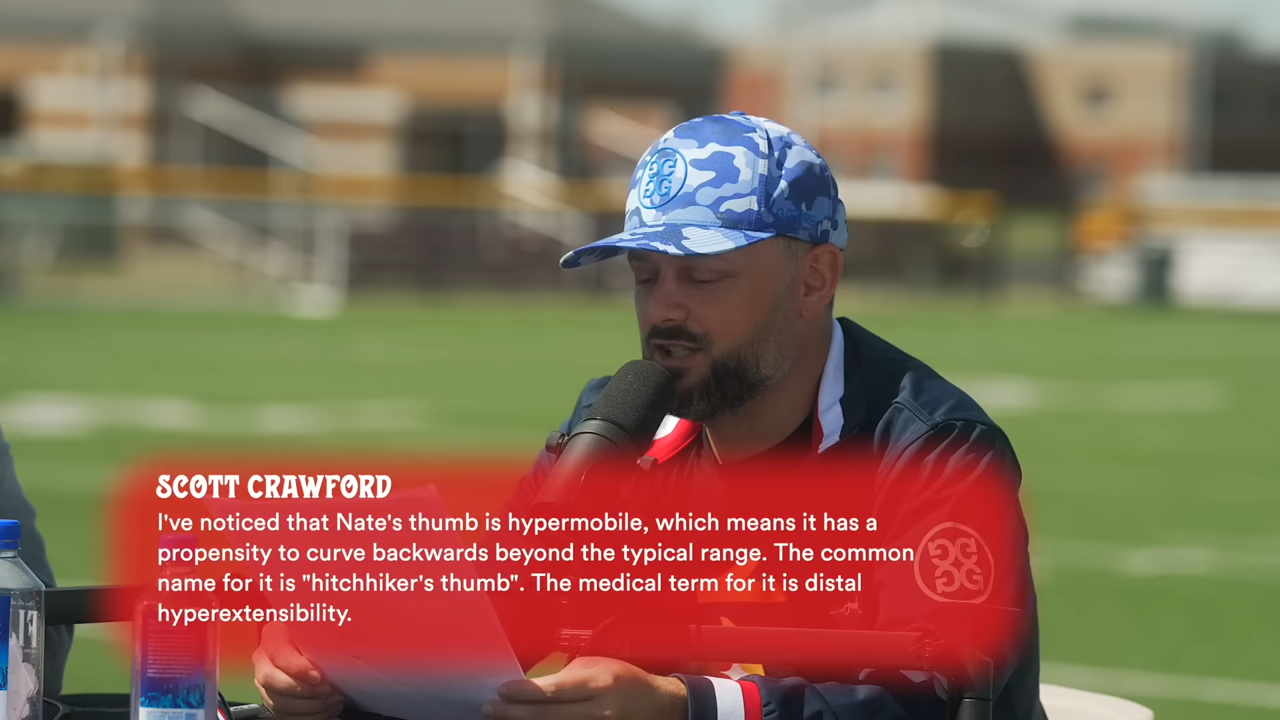 SCOTT CRAWFORD
I've noticed that Nate's thumb is hypermobile, which means it has a
propensity to curve backwards beyond the typical range. The common
name for it is "hitchhiker's thumb". The medical term for it is distal
hyperextensibility.